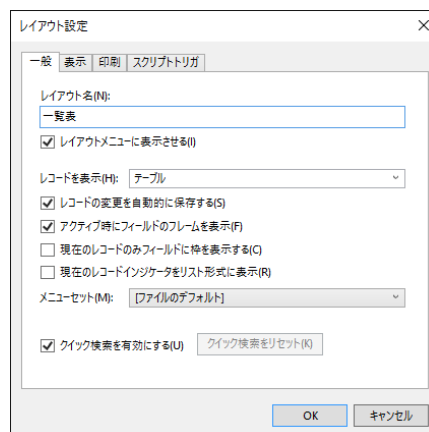 レイアウト設定
一般 表示 印刷 スクリプトトリガ
レイアウト名(N):
一覧表
レイアウトメニューに表示させる(I)
レコードを表示(H): テーブル
レコードの変更を自動的に保存する(S)
アクティブ時にフィールドのフレームを表示(F)
現在のレコードのみフィールドに枠を表示する(C)
現在のレコードインジケータをリスト形式に表示(R)
メニューセット(M): [ファイルのデフォルト]
クイック検索を有効にする(U) クイック検索をリセット(K)
OK キャンセル